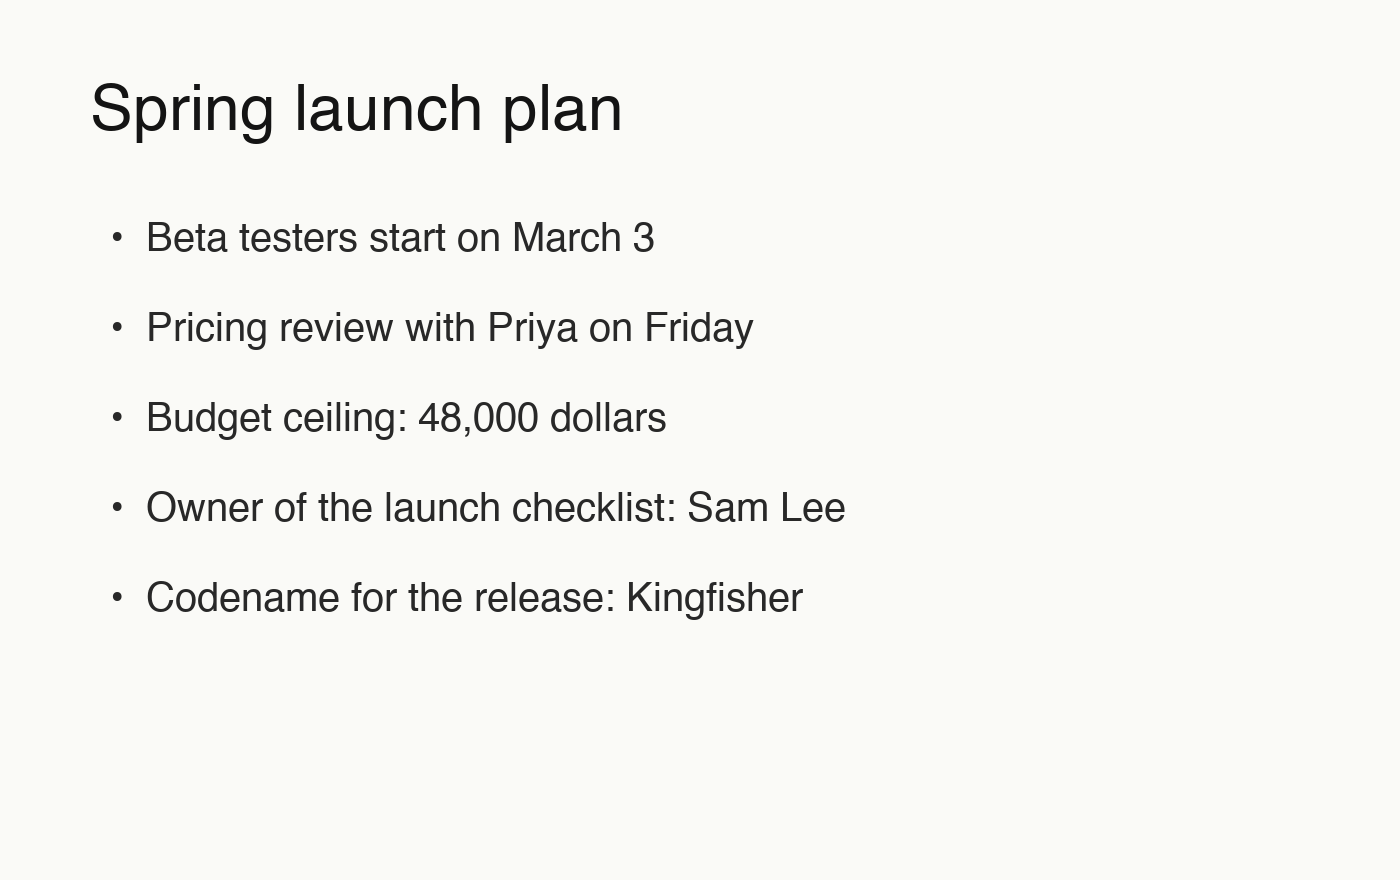 Spring launch plan
• Beta testers start on March 3
• Pricing review with Priya on Friday
• Budget ceiling: 48,000 dollars
• Owner of the launch checklist: Sam Lee
• Codename for the release: Kingfisher